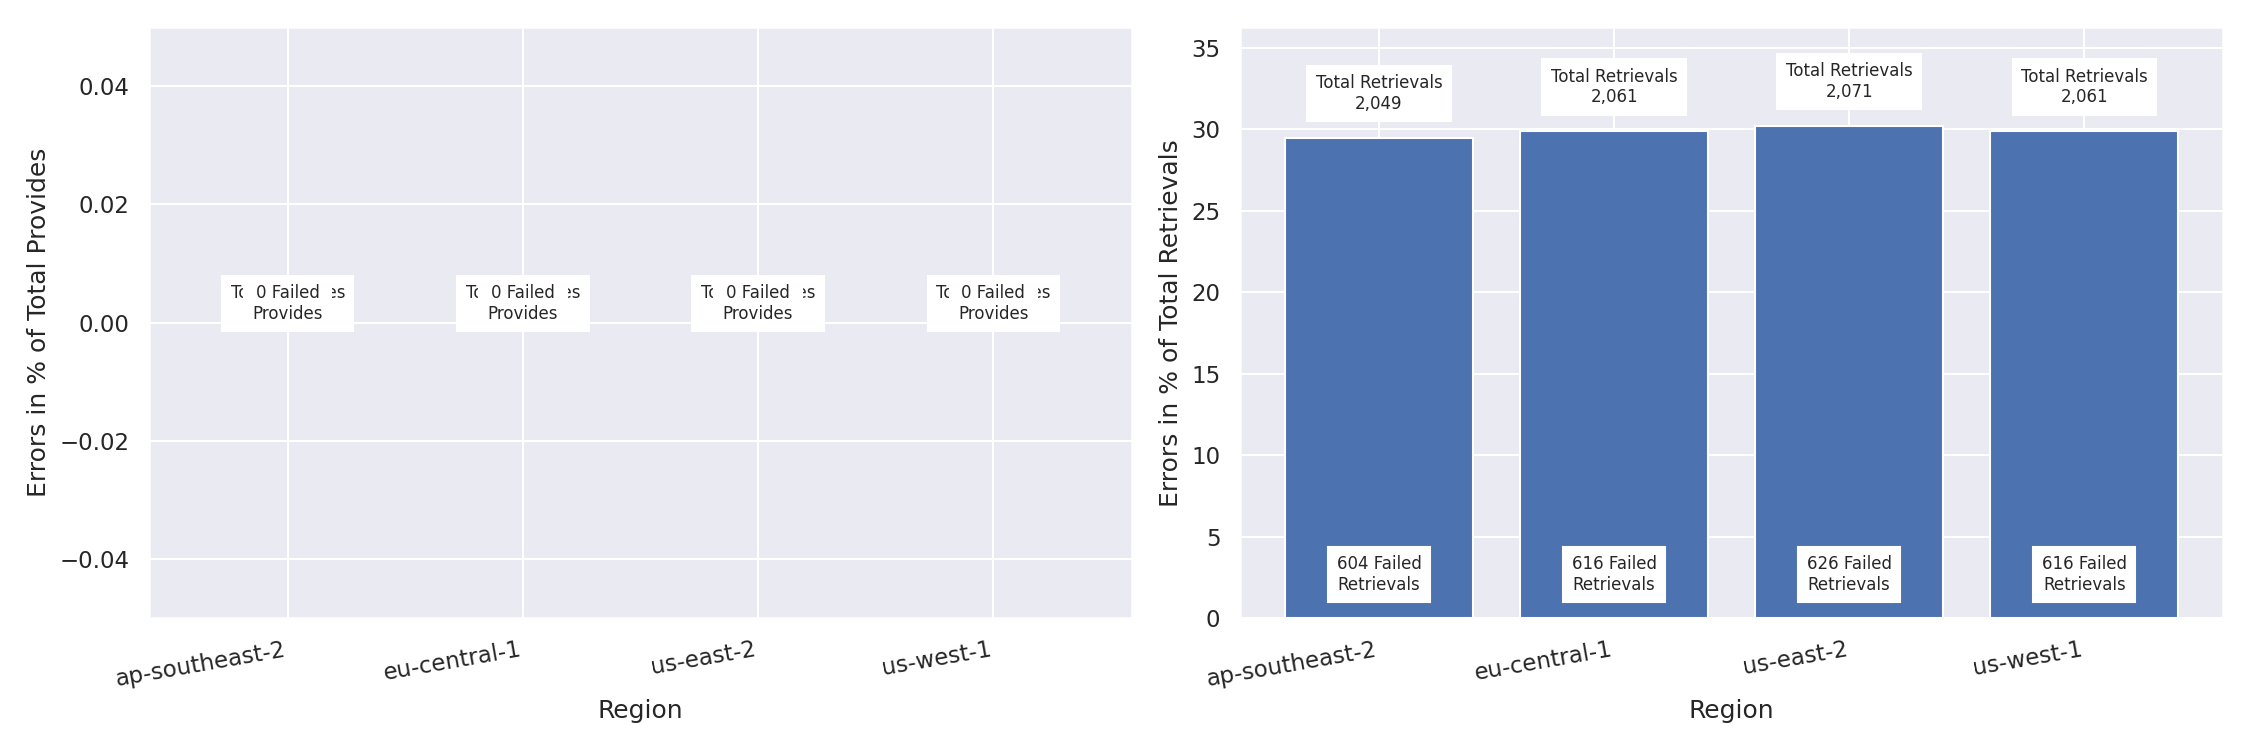 Errors in % of Total Provides
0.04
0.02
0.00
−0.02
−0.04
0 Failed
Provides
0 Failed
Provides
0 Failed
Provides
0 Failed
Provides
ap-southeast-2
eu-central-1
us-east-2
us-west-1
Region
Errors in % of Total Retrievals
35
30
25
20
15
10
5
0
Total Retrievals
2,049
Total Retrievals
2,061
Total Retrievals
2,071
Total Retrievals
2,061
604 Failed
Retrievals
616 Failed
Retrievals
626 Failed
Retrievals
616 Failed
Retrievals
ap-southeast-2
eu-central-1
us-east-2
us-west-1
Region